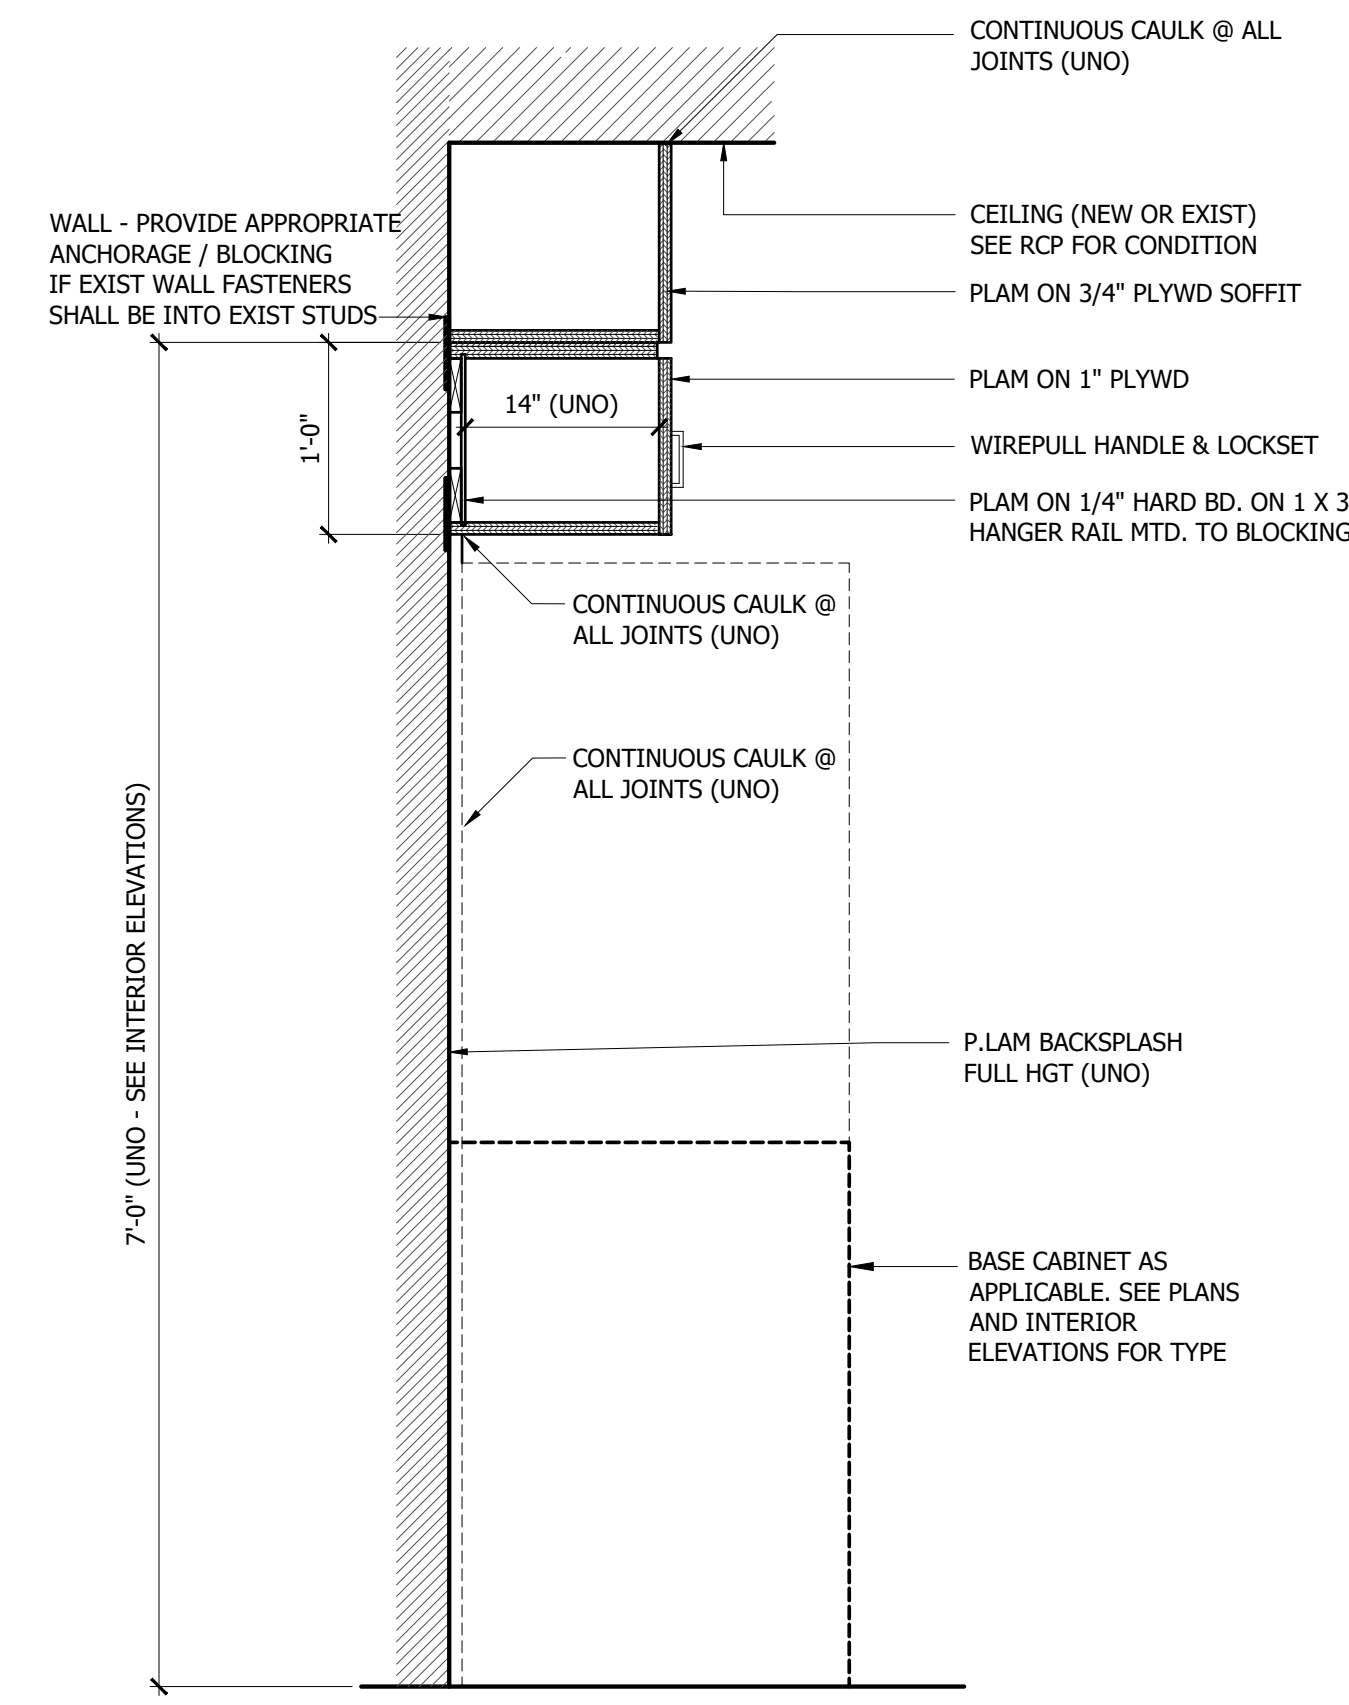 CONTINUOUS CAULK @ ALL
JOINTS (UNO)
WALL - PROVIDE APPROPRIATE
ANCHORAGE / BLOCKING
IF EXIST WALL FASTENERS
SHALL BE INTO EXIST STUDS
CEILING (NEW OR EXIST)
SEE RCP FOR CONDITION
PLAM ON 3/4" PLYWD SOFFIT
PLAM ON 1" PLYWD
14" (UNO)
1'-0"
WIREPULL HANDLE & LOCKSET
PLAM ON 1/4" HARD BD. ON 1 X 3
HANGER RAIL MTD. TO BLOCKING
CONTINUOUS CAULK @
ALL JOINTS (UNO)
CONTINUOUS CAULK @
ALL JOINTS (UNO)
7'-0" (UNO - SEE INTERIOR ELEVATIONS)
P.LAM BACKSPLASH
FULL HGT (UNO)
BASE CABINET AS
APPLICABLE. SEE PLANS
AND INTERIOR
ELEVATIONS FOR TYPE